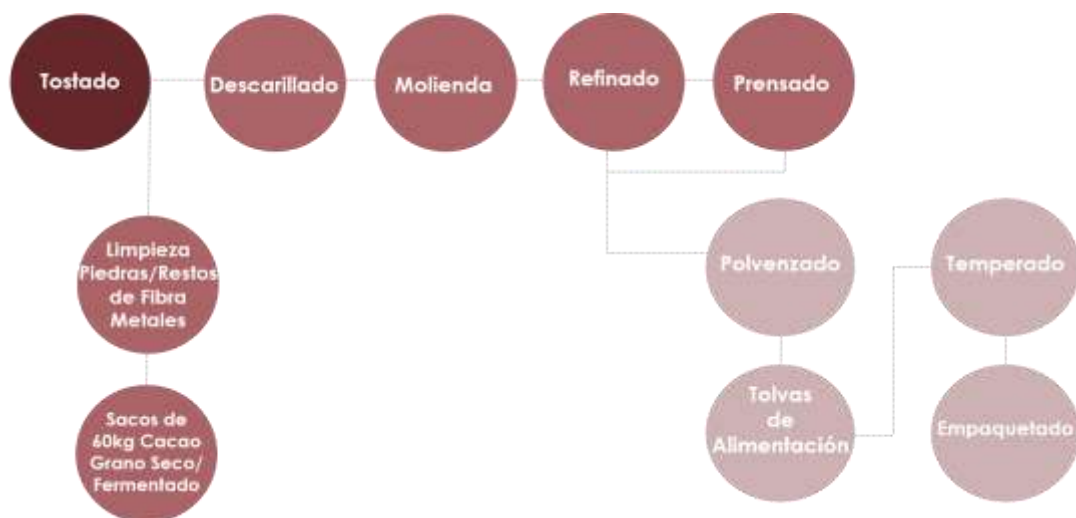 Tostado
Descarillado
Molienda
Refinado
Prensado
Limpieza
Piedras/Restos
de Fibra
Metales
Sacos de
60kg Cacao
Grano Seco/
Fermentado
Polvenzado
Tolvas
de
Alimentación
Temperado
Empaquetado